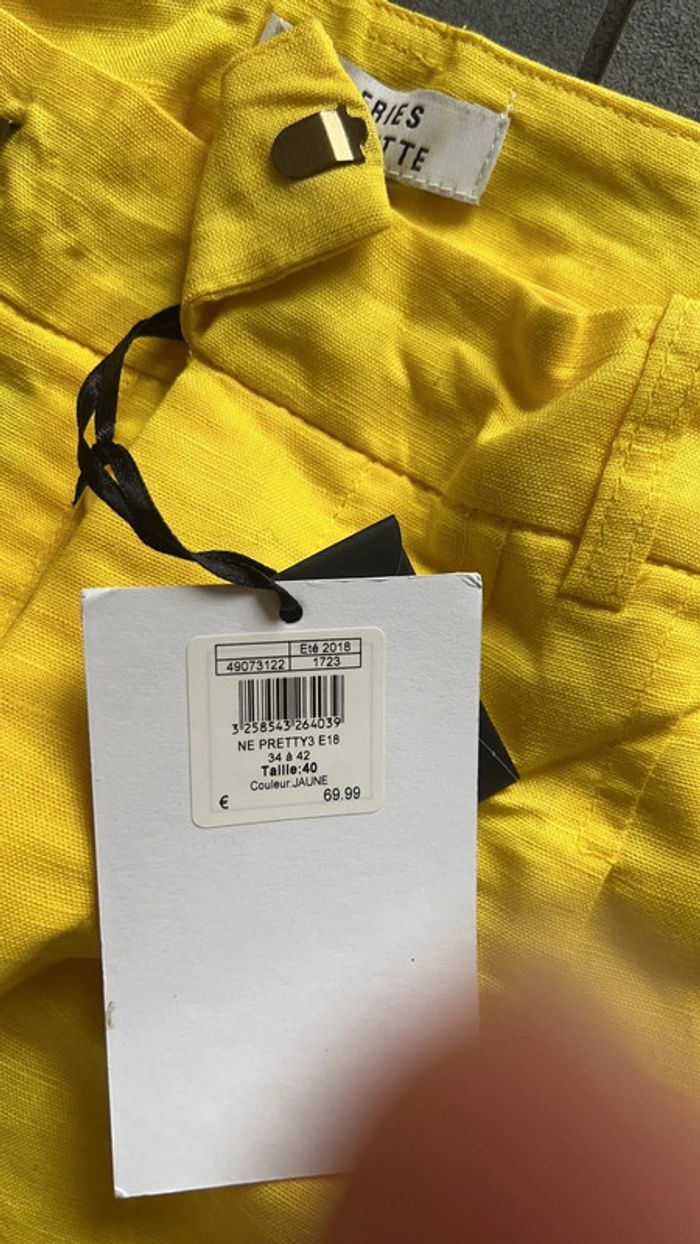 ERIES
TTE
Eté 2018
49073122 1723
3 258543 264039
NE PRETTY3 E18
34 à 42
Taille:40
Couleur:JAUNE
€ 69.99